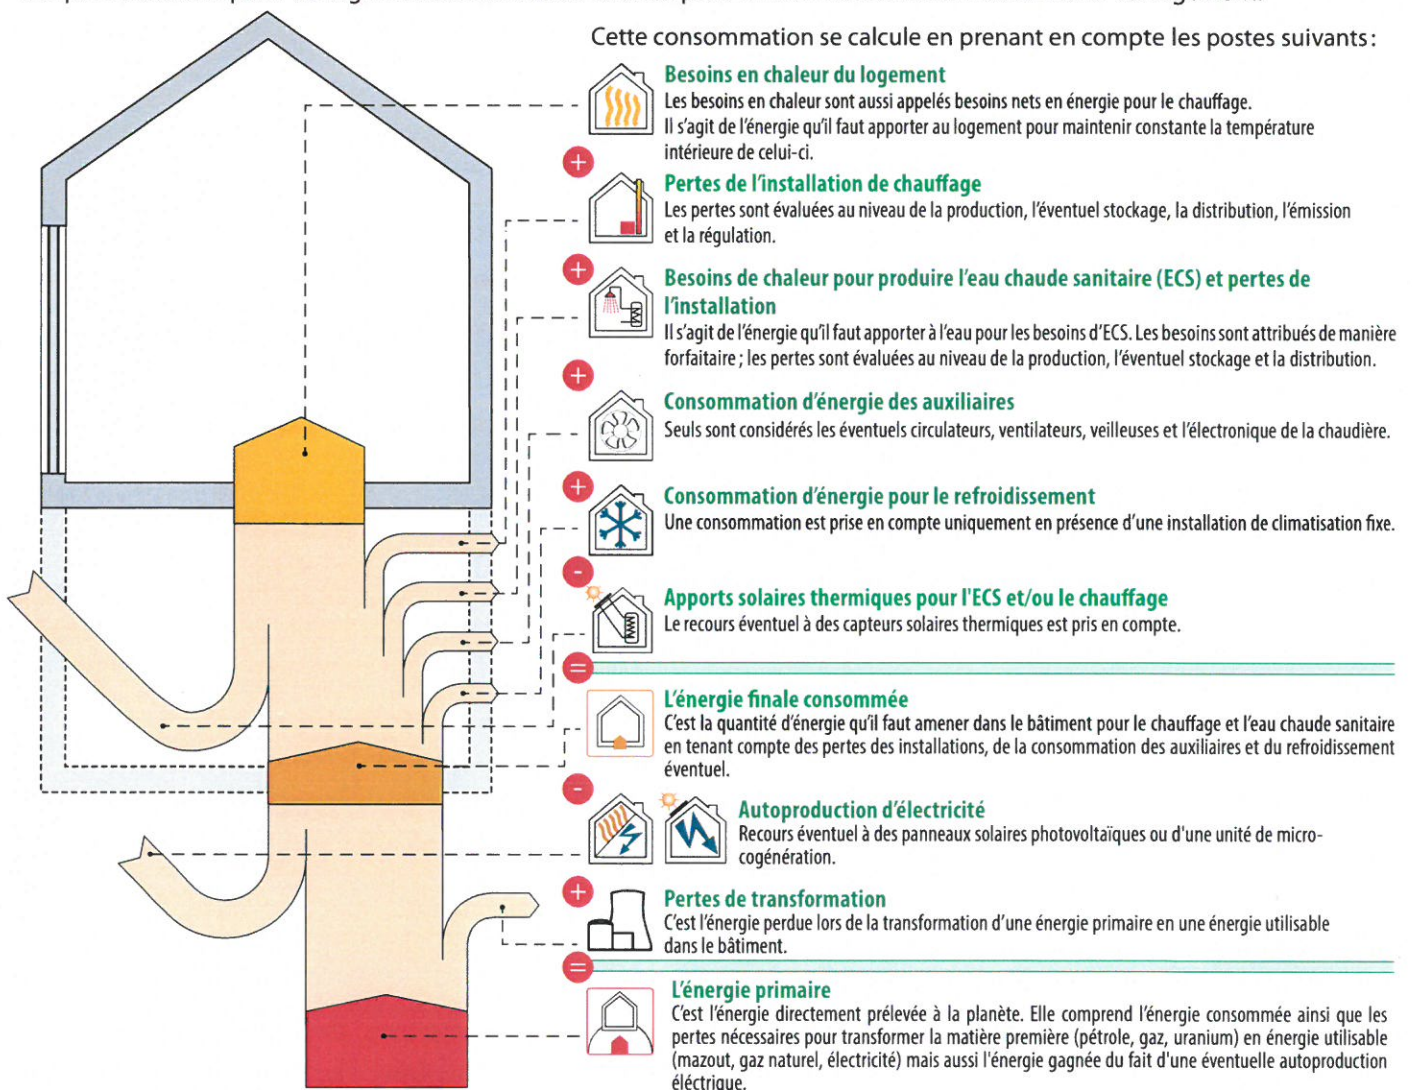 Cette consommation se calcule en prenant en compte les postes suivants :
Besoins en chaleur du logement
Les besoins en chaleur sont aussi appelés besoins nets en énergie pour le chauffage.
Il s'agit de l'énergie qu'il faut apporter au logement pour maintenir constante la température
intérieure de celui-ci.
+
Pertes de l'installation de chauffage
Les pertes sont évaluées au niveau de la production, l'éventuel stockage, la distribution, l'émission
et la régulation.
+
Besoins de chaleur pour produire l'eau chaude sanitaire (ECS) et pertes de
l'installation
Il s'agit de l'énergie qu'il faut apporter à l'eau pour les besoins d'ECS. Les besoins sont attribués de manière
forfaitaire ; les pertes sont évaluées au niveau de la production, l'éventuel stockage et la distribution.
+
Consommation d'énergie des auxiliaires
Seuls sont considérés les éventuels circulateurs, ventilateurs, veilleuses et l'électronique de la chaudière.
+
Consommation d'énergie pour le refroidissement
Une consommation est prise en compte uniquement en présence d'une installation de climatisation fixe.
-
Apports solaires thermiques pour l'ECS et/ou le chauffage
Le recours éventuel à des capteurs solaires thermiques est pris en compte.
=
L'énergie finale consommée
C'est la quantité d'énergie qu'il faut amener dans le bâtiment pour le chauffage et l'eau chaude sanitaire
en tenant compte des pertes des installations, de la consommation des auxiliaires et du refroidissement
éventuel.
-
Autoproduction d'électricité
Recours éventuel à des panneaux solaires photovoltaïques ou d'une unité de micro-
cogénération.
+
Pertes de transformation
C'est l'énergie perdue lors de la transformation d'une énergie primaire en une énergie utilisable
dans le bâtiment.
=
L'énergie primaire
C'est l'énergie directement prélevée à la planète. Elle comprend l'énergie consommée ainsi que les
pertes nécessaires pour transformer la matière première (pétrole, gaz, uranium) en énergie utilisable
(mazout, gaz naturel, électricité) mais aussi l'énergie gagnée du fait d'une éventuelle autoproduction
éléctrique.